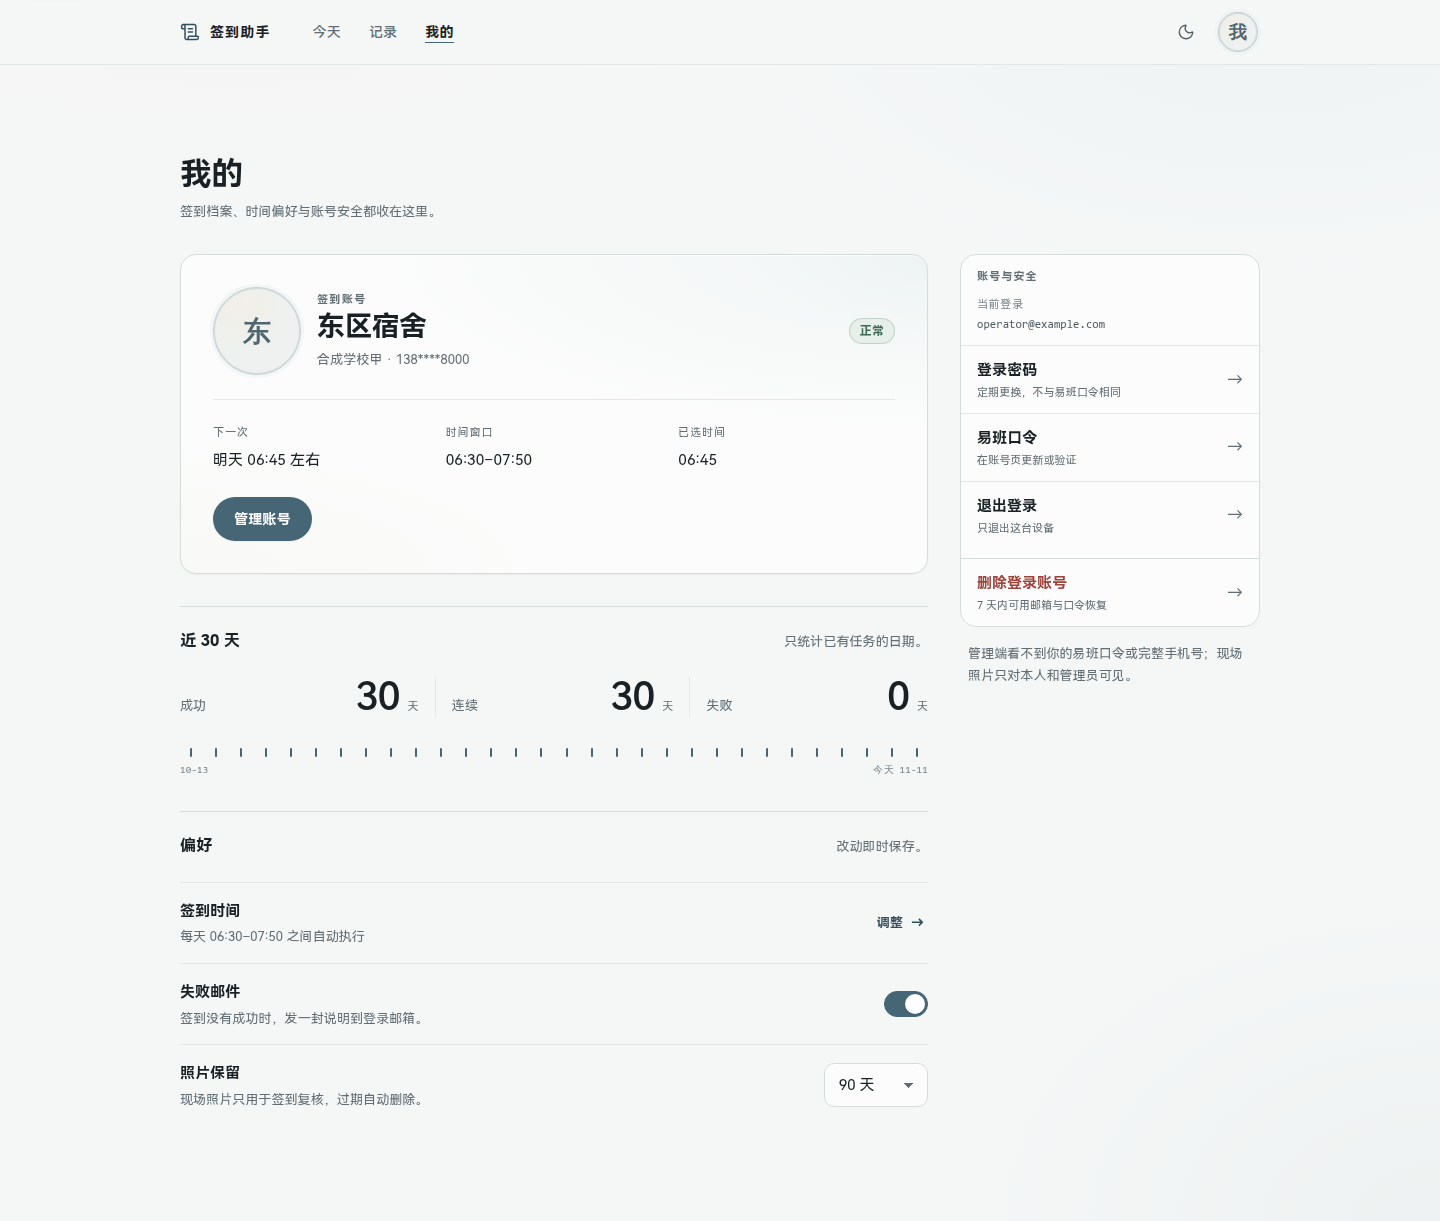 签到助手 今天 记录 我的 我
我的
签到档案、时间偏好与账号安全都收在这里。
东
签到账号
东区宿舍
合成学校甲 · 138****8000
正常
下一次 时间窗口 已选时间
明天 06:45 左右 06:30–07:50 06:45
管理账号
近 30 天 只统计已有任务的日期。
成功 30 天 连续 30 天 失败 0 天
10-13 今天 11-11
偏好 改动即时保存。
签到时间
每天 06:30–07:50 之间自动执行
调整 →
失败邮件
签到没有成功时，发一封说明到登录邮箱。
照片保留
现场照片只用于签到复核，过期自动删除。
90 天
账号与安全
当前登录
operator@example.com
登录密码
定期更换，不与易班口令相同
→
易班口令
在账号页更新或验证
→
退出登录
只退出这台设备
→
删除登录账号
7 天内可用邮箱与口令恢复
→
管理端看不到你的易班口令或完整手机号；现场
照片只对本人和管理员可见。